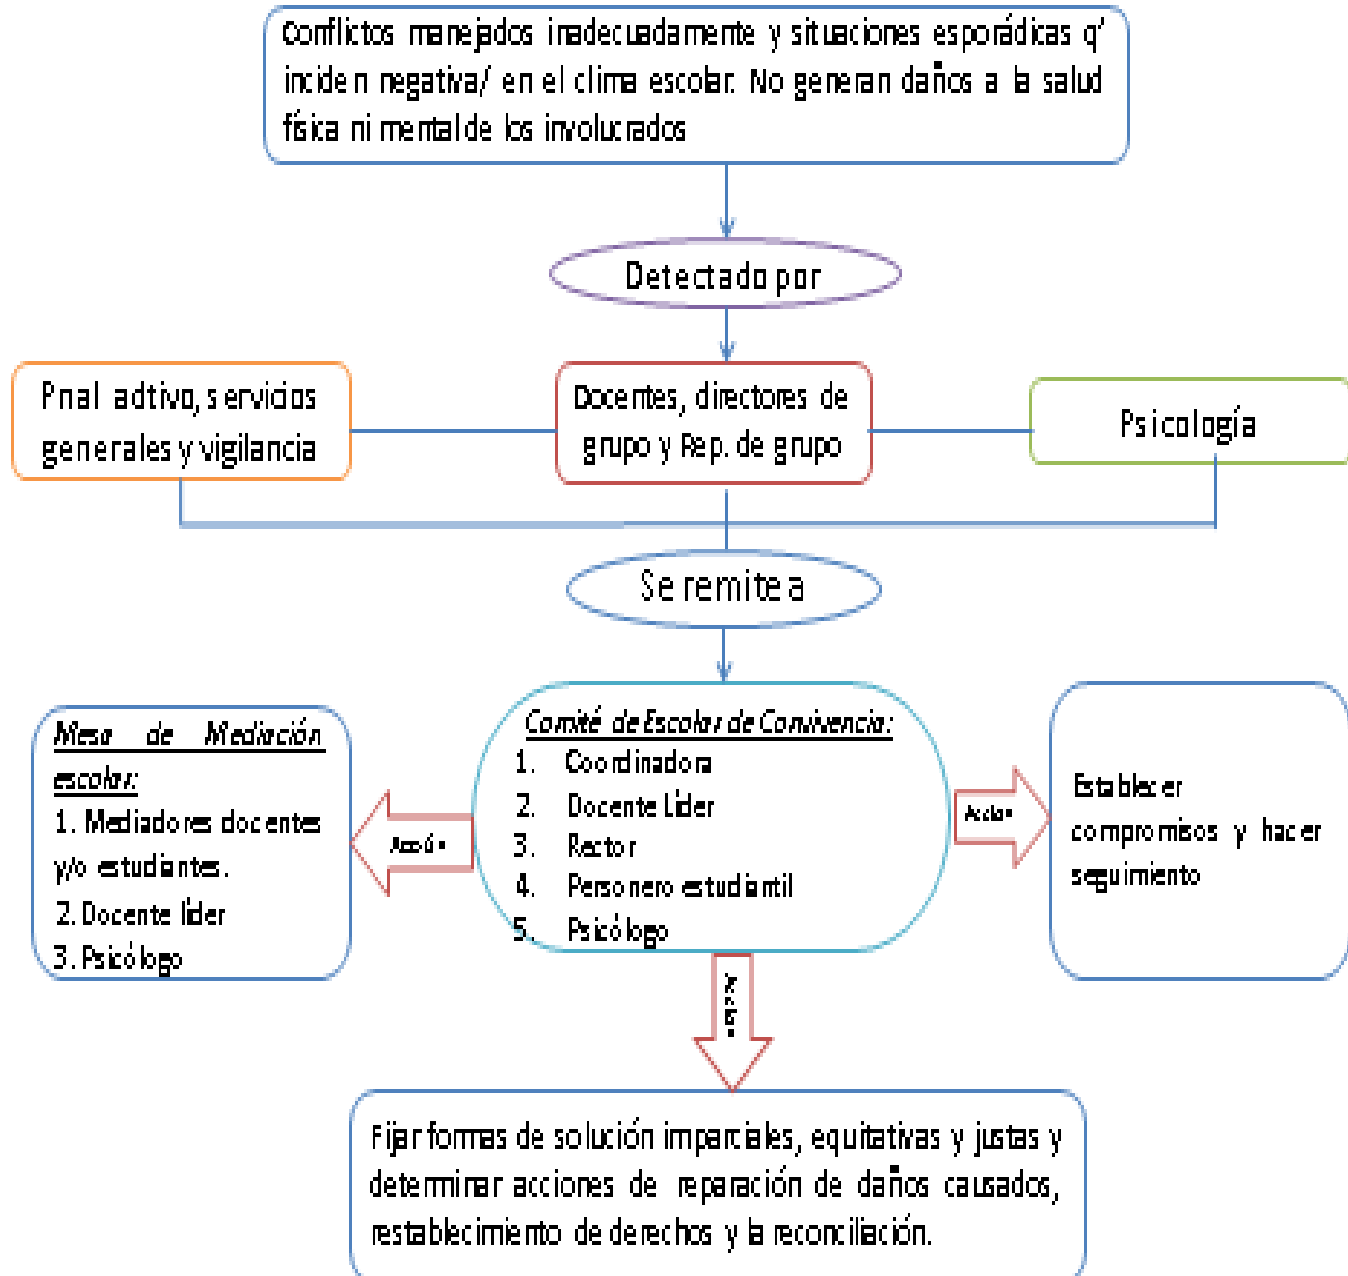 Conflictos manejados inadecuadamente y situaciones esporádicas q'
inciden negativa/ en el clima escolar. No generan daños a la salud
física ni mental de los involucrados
Detectado por
Pnal adtivo, servicios
generales y vigilancia
Docentes, directores de
grupo y Rep. de grupo
Psicología
Se remite a
Mesa de Mediación
escolar:
1. Mediadores docentes
y/o estudiantes.
2. Docente líder
3. Psicólogo
Acción
Comité de Escolar de Convivencia:
1. Coordinadora
2. Docente Líder
3. Rector
4. Personero estudiantil
5. Psicólogo
Acción
Establecer
compromisos y hacer
seguimiento
Acción
Fijar formas de solución imparciales, equitativas y justas y
determinar acciones de reparación de daños causados,
restablecimiento de derechos y la reconciliación.